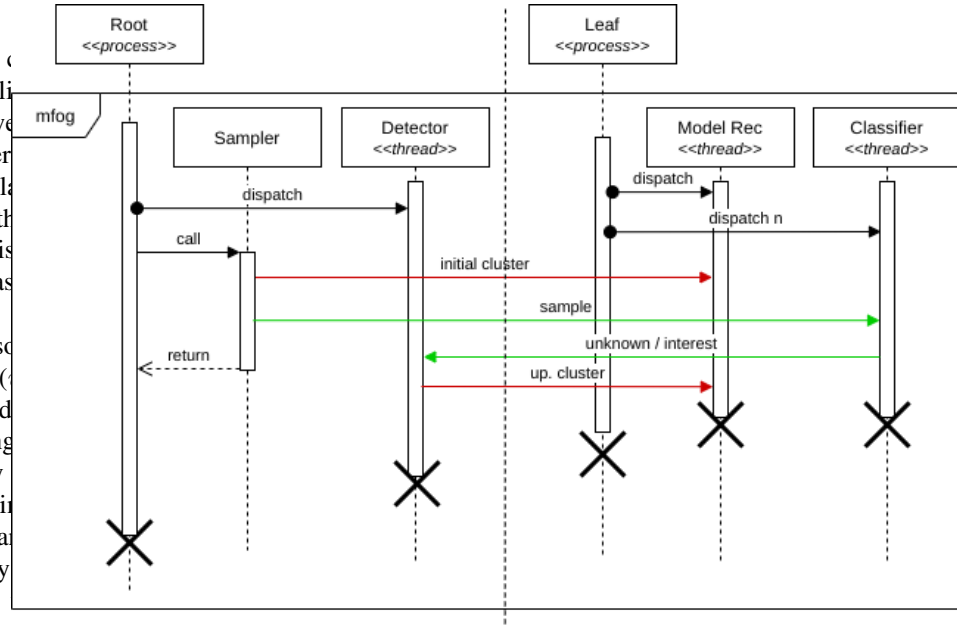 Root
<<process>>
Leaf
<<process>>
mfog
Sampler
Detector
<<thread>>
Model Rec
<<thread>>
Classifier
<<thread>>
dispatch
dispatch
dispatch n
call
initial cluster
sample
unknown / interest
return
up. cluster